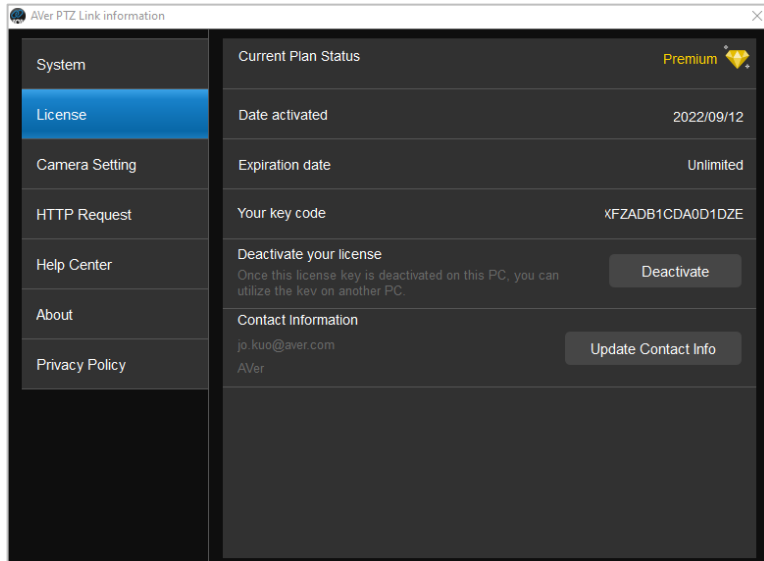 AVer PTZ Link information
System
License
Camera Setting
HTTP Request
Help Center
About
Privacy Policy
Current Plan Status
Premium
Date activated
2022/09/12
Expiration date
Unlimited
Your key code
XFZADB1CDA0D1DZE
Deactivate your license
Once this license key is deactivated on this PC, you can
utilize the key on another PC.
Deactivate
Contact Information
jo.kuo@aver.com
AVer
Update Contact Info